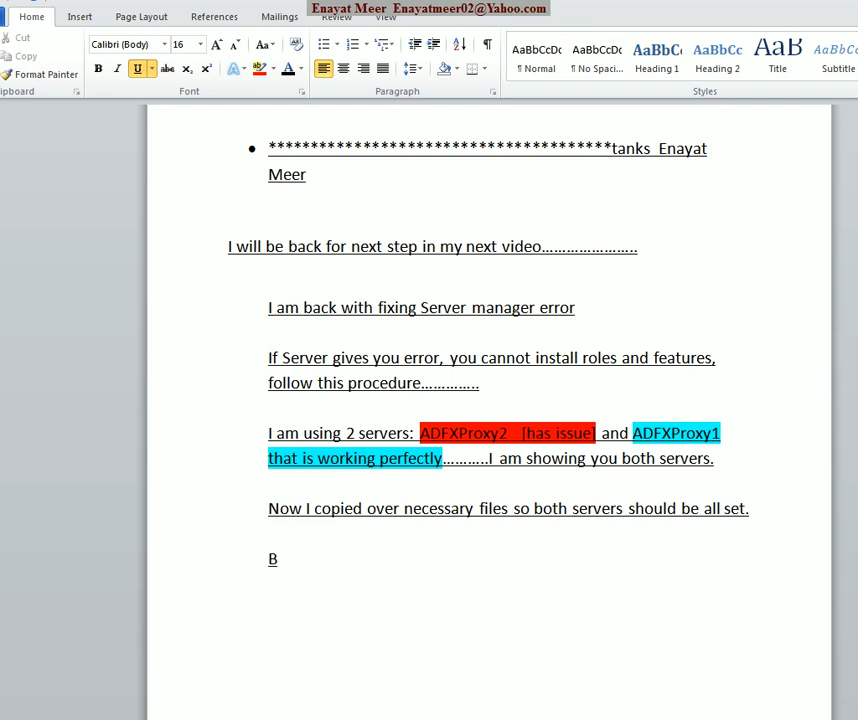 Enayat Meer Enayatmeer02@Yahoo.com
Home Insert Page Layout References Mailings Review View
Cut
Copy
Format Painter
Calibri (Body) 16
AaBbCcDc AaBbCcDc AaBbC AaBbCc AaB AaBbCc
¶ Normal ¶ No Spaci... Heading 1 Heading 2 Title Subtitle
ipboard Font Paragraph Styles
• *****************************************tanks Enayat
Meer
I will be back for next step in my next video…………………..
I am back with fixing Server manager error
If Server gives you error, you cannot install roles and features,
follow this procedure…………..
I am using 2 servers: ADFXProxy2 [has issue] and ADFXProxy1
that is working perfectly………..I am showing you both servers.
Now I copied over necessary files so both servers should be all set.
B